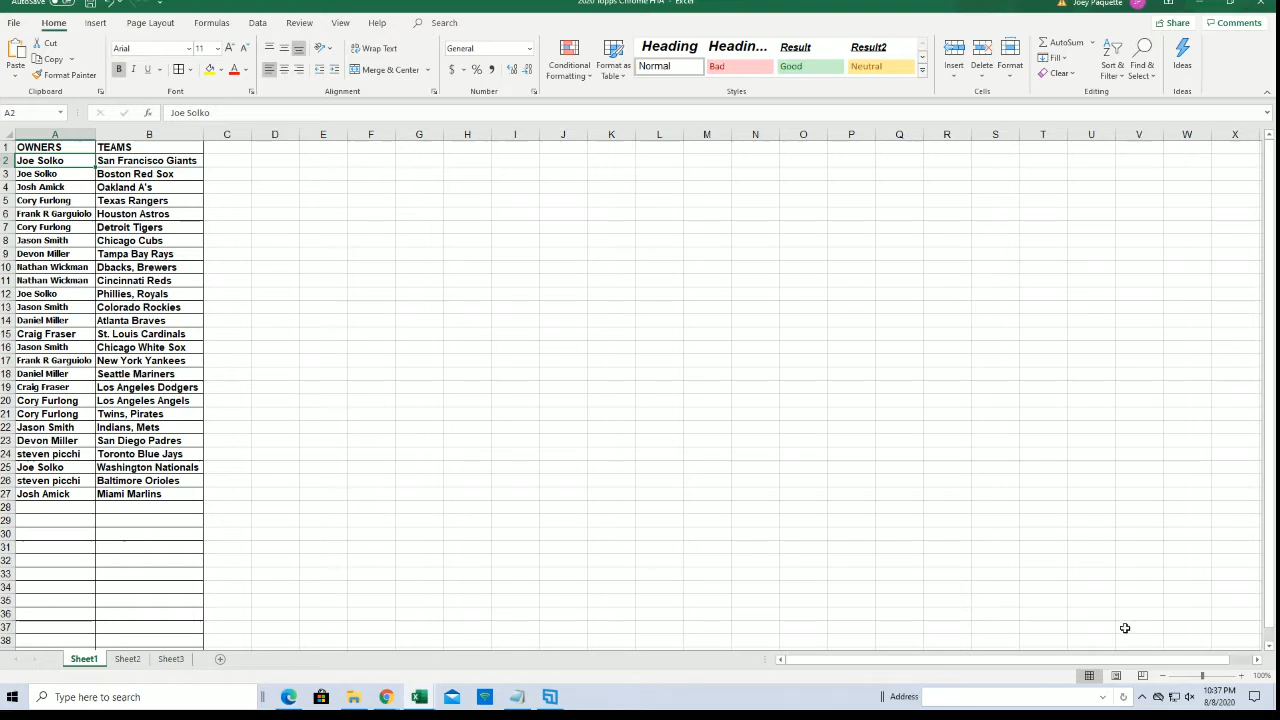 AutoSave
2020 Topps Chrome HTA - Excel
Joey Paquette
File Home Insert Page Layout Formulas Data Review View Help Search Share Comments
Paste Cut Copy Format Painter
Arial 11
B I U
Wrap Text
Merge & Center
General
$ % ,
Conditional Formatting Format as Table
Heading Headin... Result Result2
Normal Bad Good Neutral
Insert Delete Format
AutoSum Fill Clear
Sort & Filter Find & Select
Ideas
Clipboard Font Alignment Number Styles Cells Editing Ideas
A2 fx Joe Solko
A B C D E F G H I J K L M N O P Q R S T U V W X
1 OWNERS TEAMS
2 Joe Solko San Francisco Giants
3 Joe Solko Boston Red Sox
4 Josh Amick Oakland A's
5 Cory Furlong Texas Rangers
6 Frank R Garguiolo Houston Astros
7 Cory Furlong Detroit Tigers
8 Jason Smith Chicago Cubs
9 Devon Miller Tampa Bay Rays
10 Nathan Wickman Dbacks, Brewers
11 Nathan Wickman Cincinnati Reds
12 Joe Solko Phillies, Royals
13 Jason Smith Colorado Rockies
14 Daniel Miller Atlanta Braves
15 Craig Fraser St. Louis Cardinals
16 Jason Smith Chicago White Sox
17 Frank R Garguiolo New York Yankees
18 Daniel Miller Seattle Mariners
19 Craig Fraser Los Angeles Dodgers
20 Cory Furlong Los Angeles Angels
21 Cory Furlong Twins, Pirates
22 Jason Smith Indians, Mets
23 Devon Miller San Diego Padres
24 steven picchi Toronto Blue Jays
25 Joe Solko Washington Nationals
26 steven picchi Baltimore Orioles
27 Josh Amick Miami Marlins
28
29
30
31
32
33
34
35
36
37
38
Sheet1 Sheet2 Sheet3
100%
Type here to search
Address
10:37 PM
8/8/2020